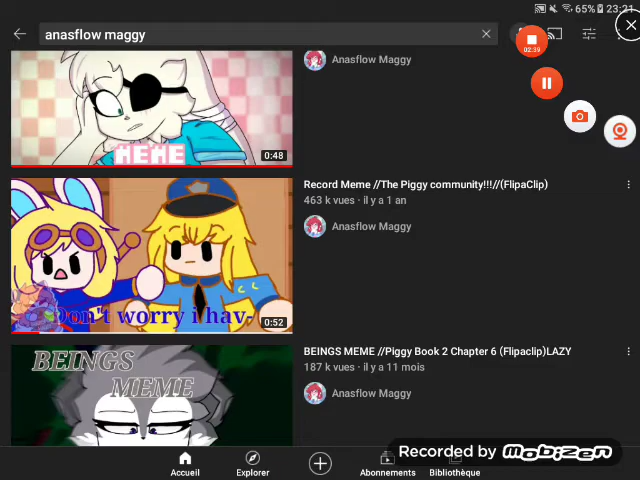 65% 23:21
anasflow maggy
02:39
Anasflow Maggy
MEME
0:48
Record Meme //The Piggy community!!!//(FlipaClip)
463 k vues · il y a 1 an
Anasflow Maggy
Don't worry i hav-
0:52
BEINGS MEME //Piggy Book 2 Chapter 6 (Flipaclip)LAZY
187 k vues · il y a 11 mois
Anasflow Maggy
BEINGS
MEME
Recorded by Mobizen
Accueil Explorer Abonnements Bibliothèque